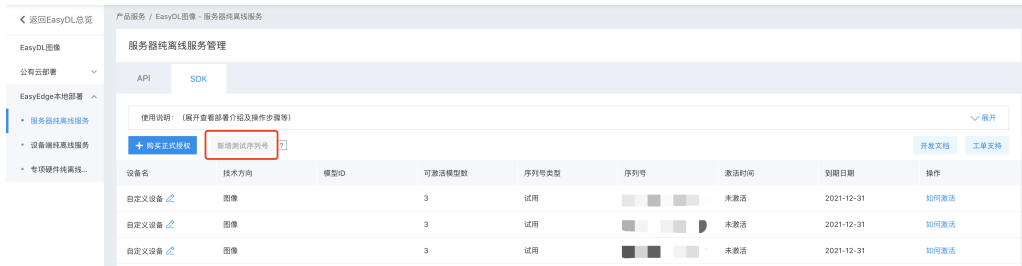 返回EasyDL总览
产品服务 / EasyDL图像 - 服务器纯离线服务
EasyDL图像
公有云部署
EasyEdge本地部署
服务器纯离线服务
设备端纯离线服务
专项硬件纯离线...
服务器纯离线服务管理
API SDK
使用说明: (展开查看部署介绍及操作步骤等) 展开
+ 购买正式授权 新增测试序列号 ? 开发文档 工单支持
设备名 技术方向 模型ID 可激活模型数 序列号类型 序列号 激活时间 到期日期 操作
自定义设备 图像 3 试用 未激活 2021-12-31 如何激活
自定义设备 图像 3 试用 未激活 2021-12-31 如何激活
自定义设备 图像 3 试用 未激活 2021-12-31 如何激活